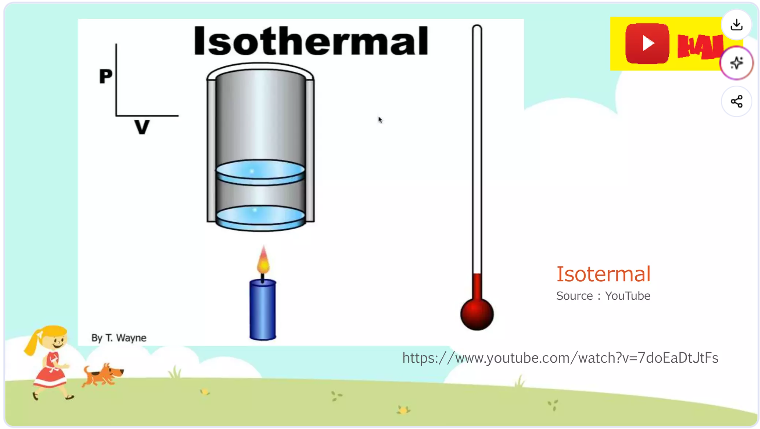 Isothermal
P
V
By T. Wayne
Isotermal
Source : YouTube
https://www.youtube.com/watch?v=7doEaDtJtFs